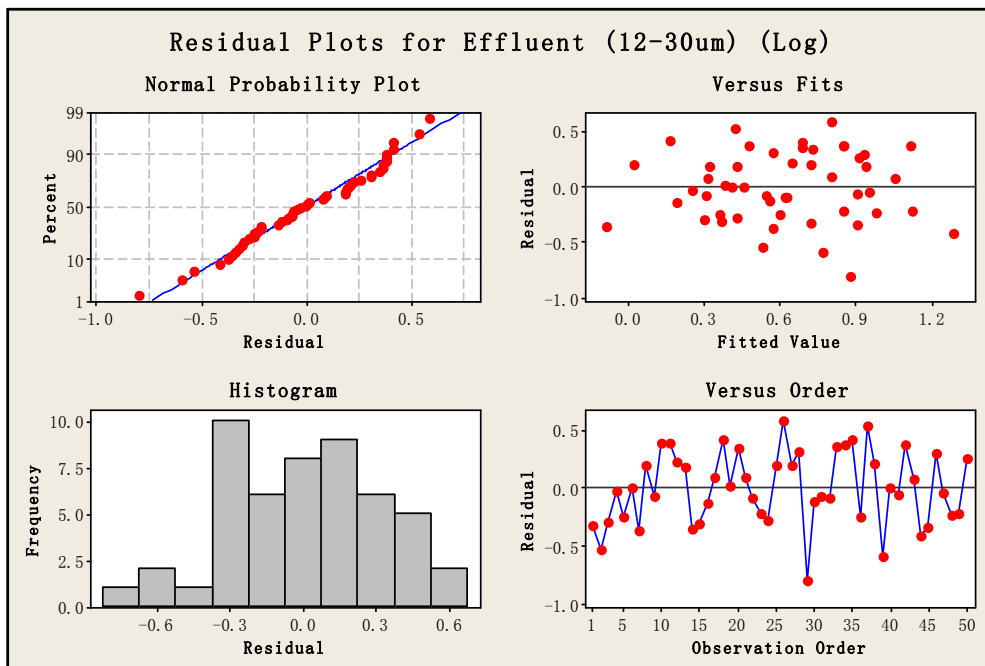 Residual Plots for Effluent (12-30um) (Log)
Normal Probability Plot
99
90
50
10
1
Percent
-1.0 -0.5 0.0 0.5
Residual
Versus Fits
0.5
0.0
-0.5
-1.0
Residual
0.0 0.3 0.6 0.9 1.2
Fitted Value
Histogram
10.0
7.5
5.0
2.5
0.0
Frequency
-0.6 -0.3 0.0 0.3 0.6
Residual
Versus Order
0.5
0.0
-0.5
-1.0
Residual
1 5 10 15 20 25 30 35 40 45 50
Observation Order